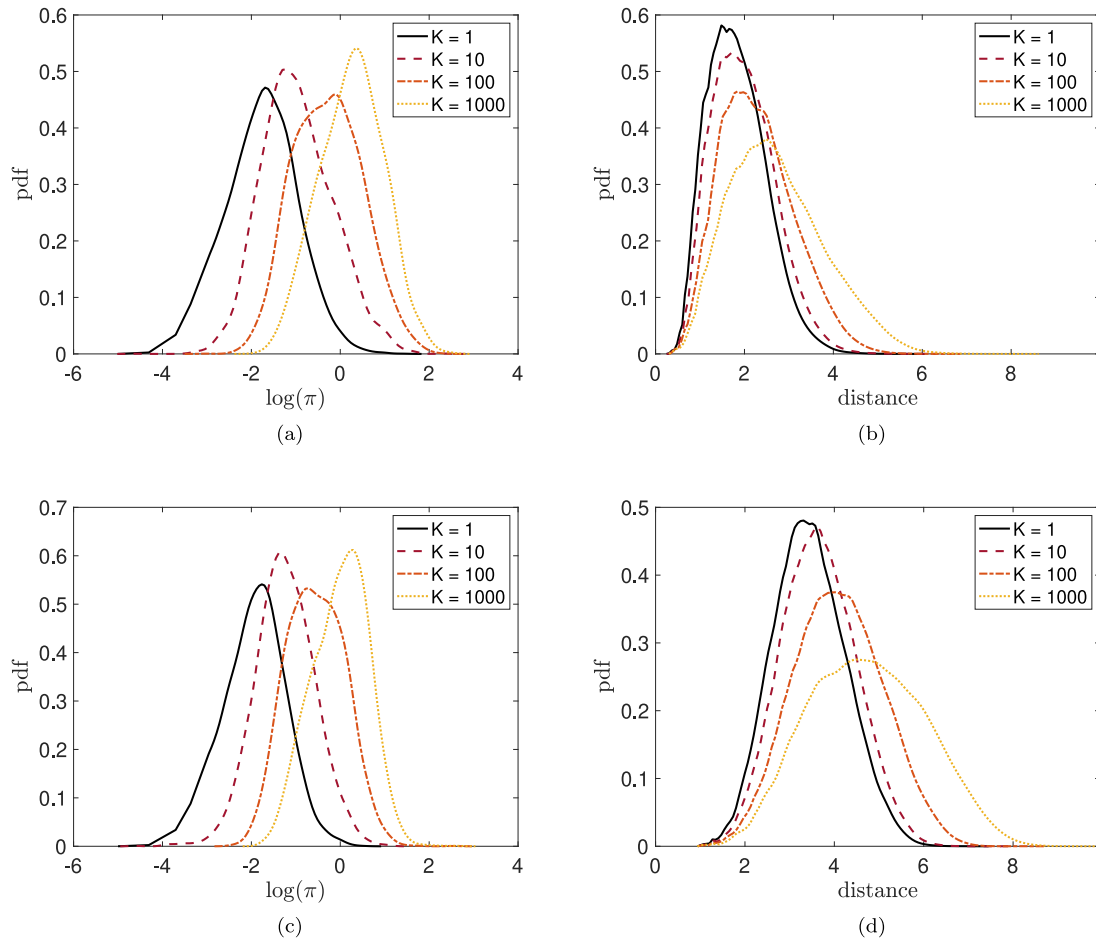 0.6
0.5
0.4
0.3
0.2
0.1
0
pdf
-6 -4 -2 0 2 4
log(π)
K = 1
K = 10
K = 100
K = 1000
(a)
0.6
0.5
0.4
0.3
0.2
0.1
0
pdf
0 2 4 6 8
distance
K = 1
K = 10
K = 100
K = 1000
(b)
0.7
0.6
0.5
0.4
0.3
0.2
0.1
0
pdf
-6 -4 -2 0 2 4
log(π)
K = 1
K = 10
K = 100
K = 1000
(c)
0.5
0.4
0.3
0.2
0.1
0
pdf
0 2 4 6 8
distance
K = 1
K = 10
K = 100
K = 1000
(d)